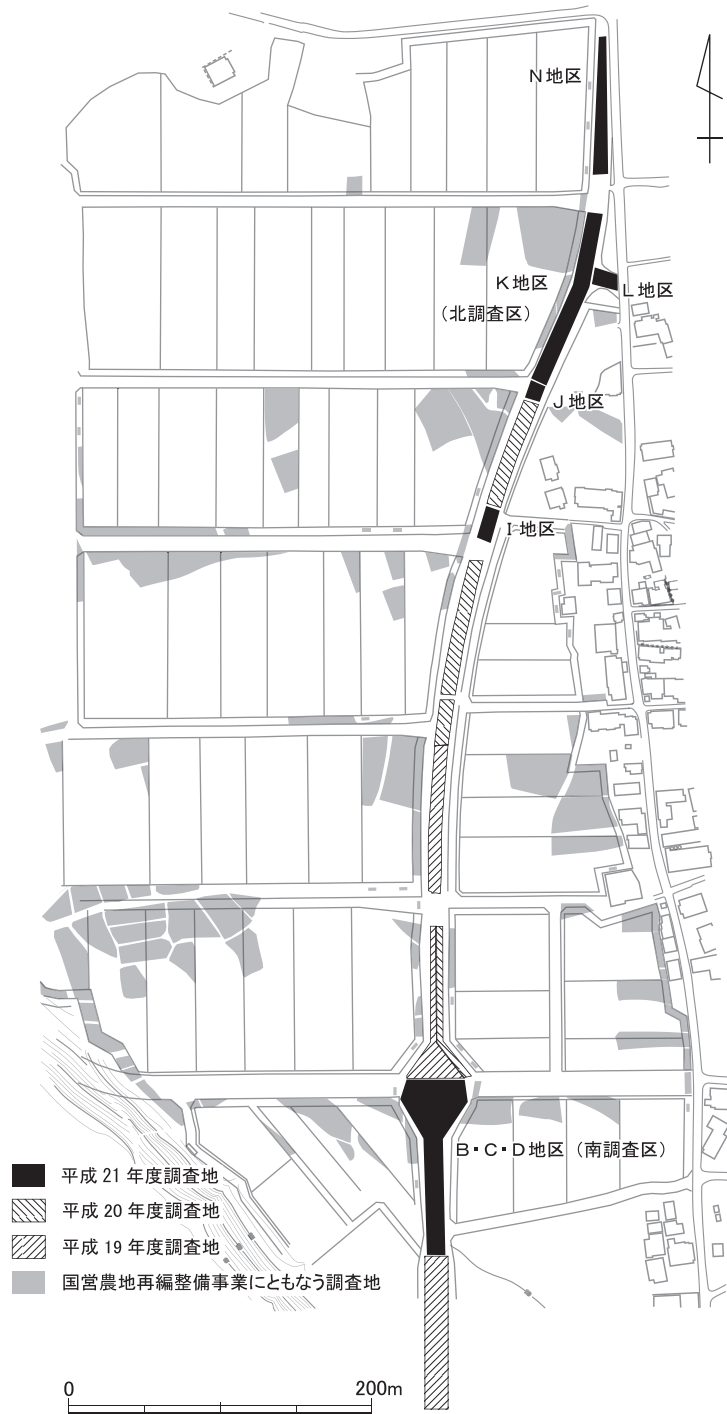 N地区
K地区
（北調査区）
L地区
J地区
I地区
B・C・D地区（南調査区）
平成21年度調査地
平成20年度調査地
平成19年度調査地
国営農地再編整備事業にともなう調査地
0 200m